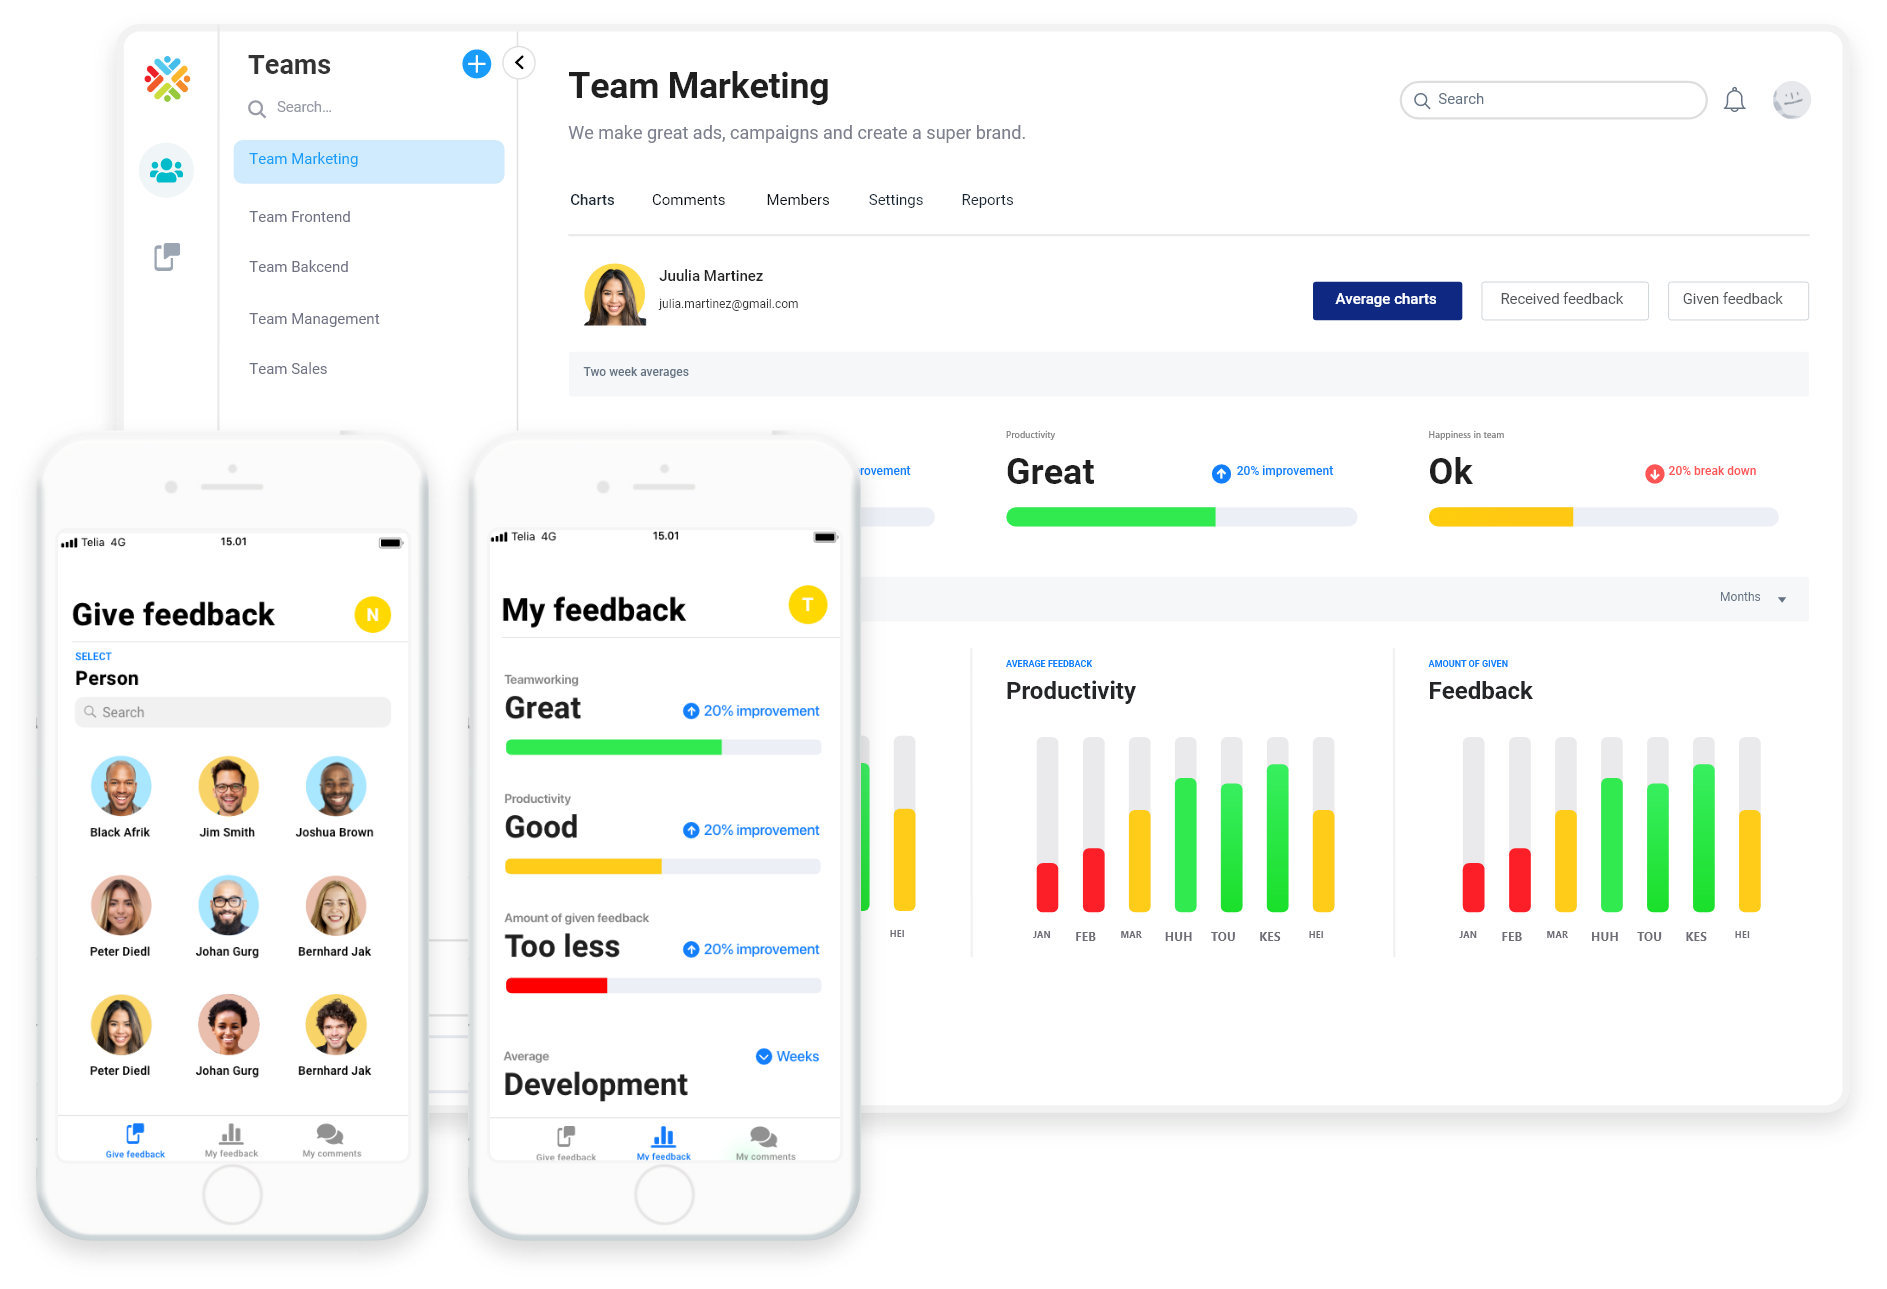 Teams
Search...
Team Marketing
Team Frontend
Team Bakcend
Team Management
Team Sales
Team Marketing
We make great ads, campaigns and create a super brand.
Search
Charts Comments Members Settings Reports
Juulia Martinez
julia.martinez@gmail.com
Average charts Received feedback Given feedback
Two week averages
Productivity
Great
20% improvement
Happiness in team
Ok
20% break down
Months
HEI
AVERAGE FEEDBACK
Productivity
JAN FEB MAR HUH TOU KES HEI
AMOUNT OF GIVEN
Feedback
JAN FEB MAR HUH TOU KES HEI
Telia 4G 15.01
Give feedback
N
SELECT
Person
Search
Black Afrik Jim Smith Joshua Brown
Peter Diedl Johan Gurg Bernhard Jak
Peter Diedl Johan Gurg Bernhard Jak
Give feedback My feedback My comments
Telia 4G 15.01
My feedback
T
Teamworking
Great
20% improvement
Productivity
Good
20% improvement
Amount of given feedback
Too less
20% improvement
Average
Weeks
Development
Give feedback My feedback My comments